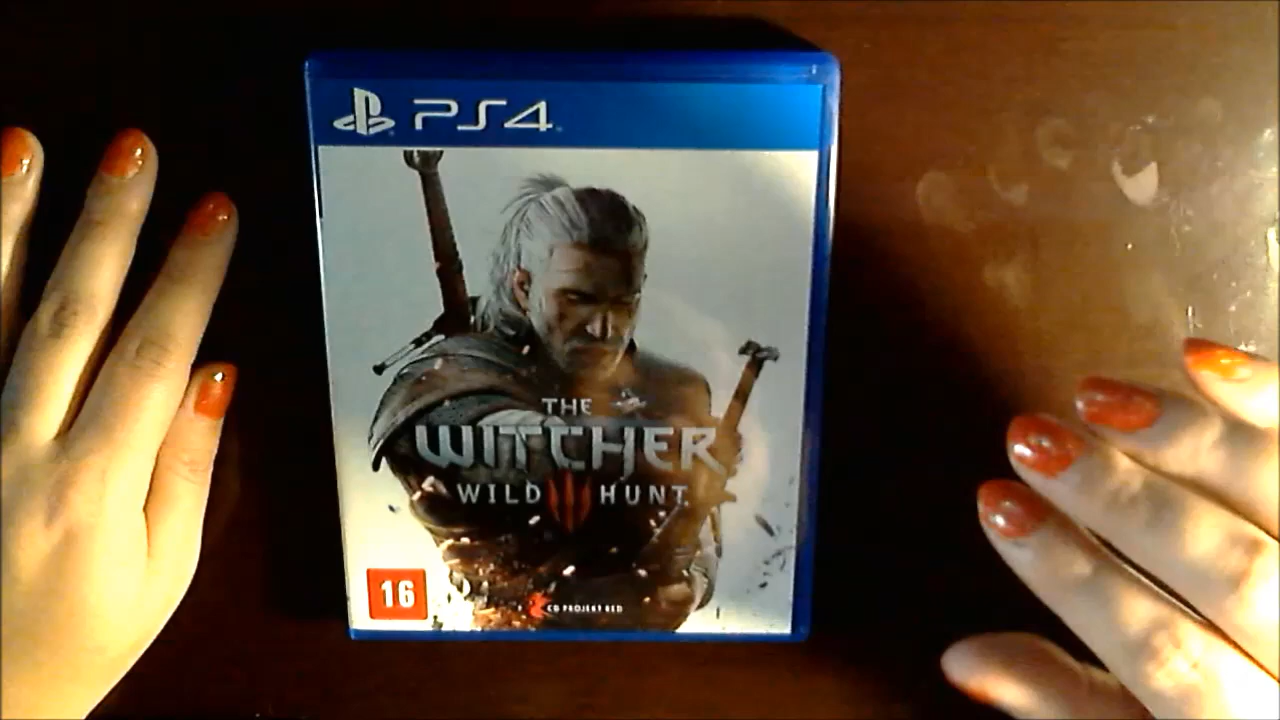 PS4
THE
WITCHER
WILD HUNT
16
CD PROJEKT RED